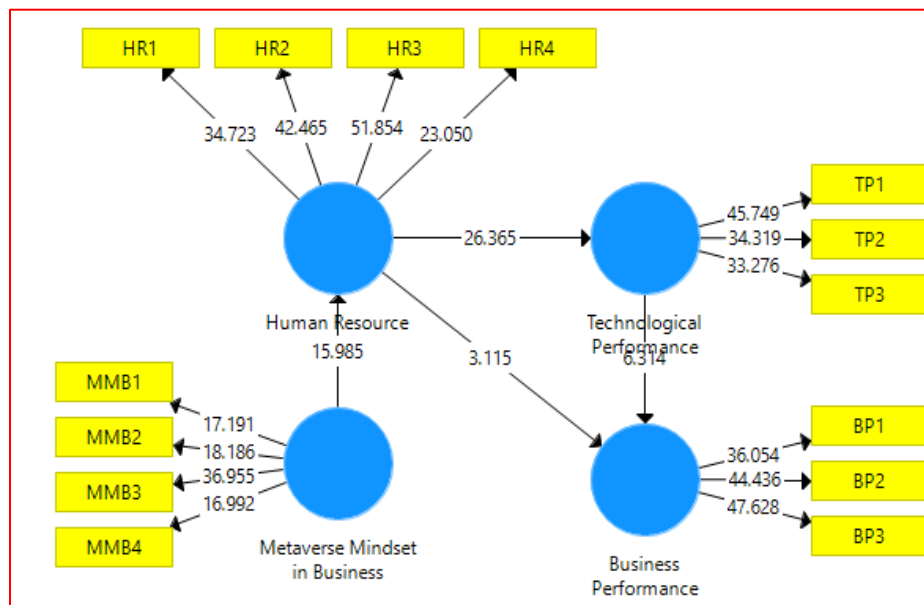 HR1 HR2 HR3 HR4
34.723 42.465 51.854 23.050
TP1
45.749
TP2
34.319
26.365
33.276
TP3
Human Resource
Technological
Performance
15.985
3.115
6.314
MMB1
17.191
MMB2
18.186
MMB3
36.955
MMB4
16.992
BP1
36.054
BP2
44.436
47.628
BP3
Metaverse Mindset
in Business
Business
Performance